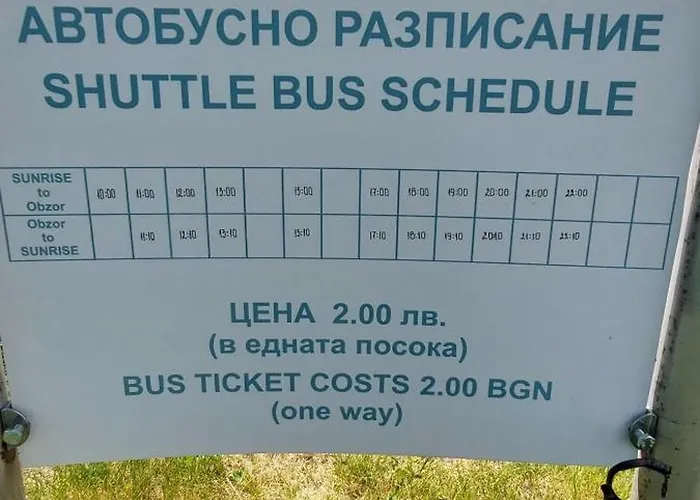 АВТОБУСНО РАЗПИСАНИЕ
SHUTTLE BUS SCHEDULE
SUNRISE to Obzor 10:00 11:00 12:00 13:00 15:00 17:00 18:00 19:00 20:00 21:00 22:00
Obzor to SUNRISE 11:10 12:10 13:10 15:10 17:10 18:10 19:10 20:10 21:10 22:10
ЦЕНА 2.00 лв.
(в едната посока)
BUS TICKET COSTS 2.00 BGN
(one way)